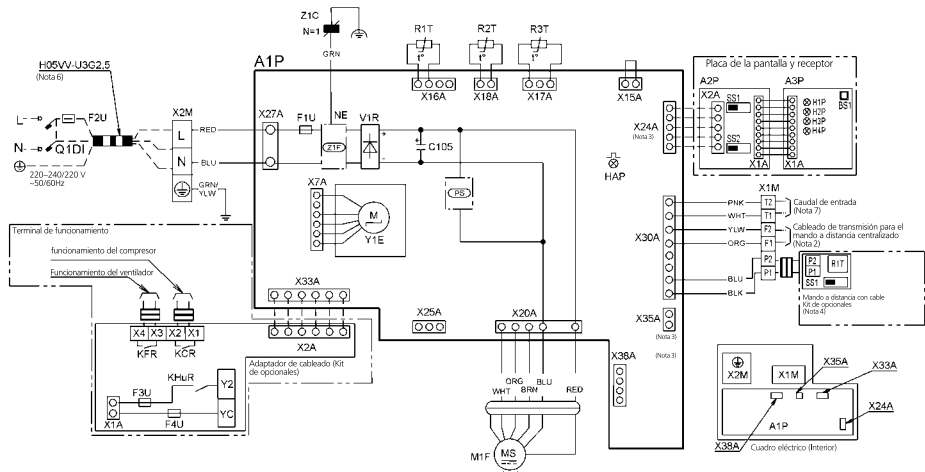 Z1C
N=1
GRN
R1T
R2T
R3T
t°
t°
t°
A1P
X16A
X18A
X17A
X15A
H05VV-U3G2,5
(Nota 6)
L
F2U
N
Q1DI
220~240/220 V
~50/60Hz
X2M
L
N
RED
BLU
GRN/
YLW
X27A
F1U
NE
Z1F
V1R
+
-
+
C105
PS
HAP
X7A
M
Y1E
X24A
(Nota 3)
Placa de la pantalla y receptor
A2P
A3P
X2A
SS1
SS2
X1A
X1A
H1P
H2P
H3P
H4P
BS1
X1M
X30A
PNK
T2
WHT
T1
YLW
F2
ORG
F1
BLU
P2
BLK
P1
Caudal de entrada
(Nota 7)
Cableado de transmisión para el
mando a distancia centralizado
(Nota 2)
P2
P1
R1T
SS1
Mando a distancia con cable
Kit de opcionales)
(Nota 4)
X35A
(Nota 3)
(Nota 3)
X38A
Terminal de funcionamiento
funcionamiento del compresor
Funcionamiento del ventilador
X33A
X4
X3
X2
X1
KFR
KCR
X2A
Adaptador de cableado (Kit
de opcionales)
KHuR
Y2
F3U
YC
X1A
F4U
X25A
X20A
WHT
ORG
BRN
BLU
RED
M1F
MS
X2M
X1M
X35A
X33A
X24A
X38A
A1P
Cuadro eléctrico (Interior)